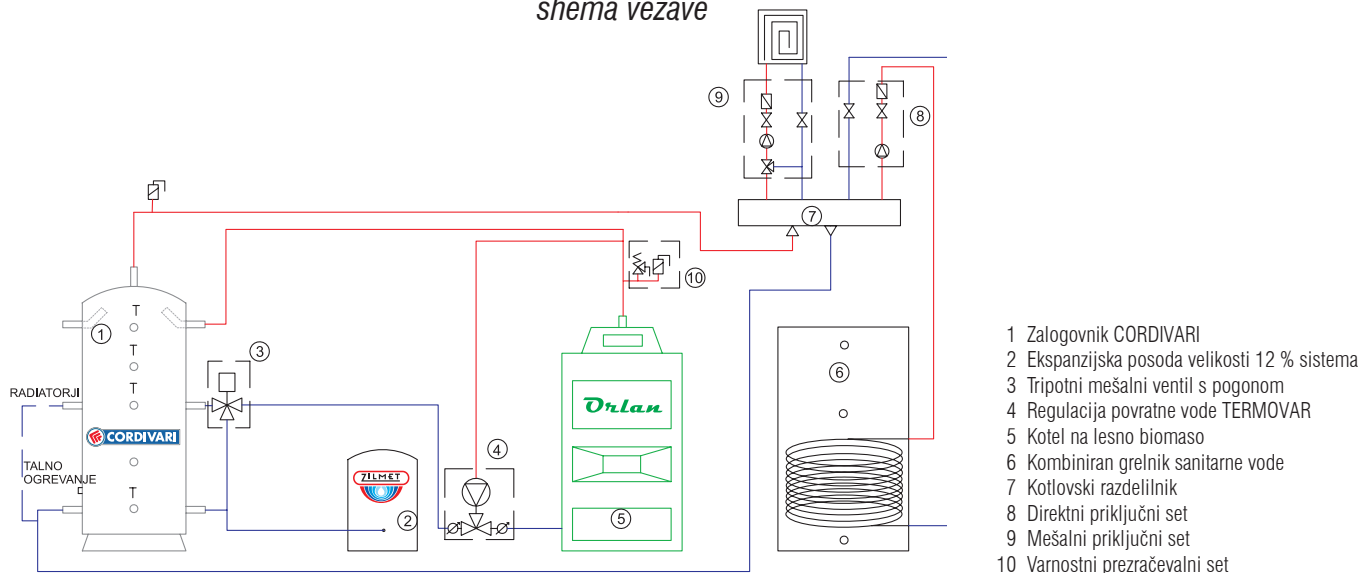 shema vezave
9
8
7
10
1
T
T
T
T
3
RADIATORJI
CORDIVARI
TALNO
OGREVANJE
ZILMET
2
4
Orlan
5
6
1 Zalogovnik CORDIVARI
2 Ekspanzijska posoda velikosti 12 % sistema
3 Tripotni mešalni ventil s pogonom
4 Regulacija povratne vode TERMOVAR
5 Kotel na lesno biomaso
6 Kombiniran grelnik sanitarne vode
7 Kotlovski razdelilnik
8 Direktni priključni set
9 Mešalni priključni set
10 Varnostni prezračevalni set